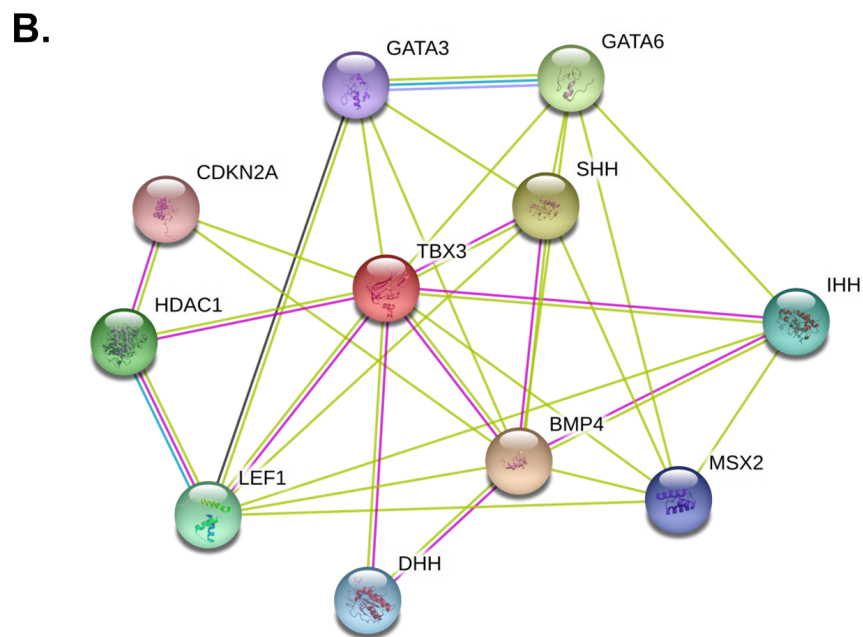 B.
GATA3
GATA6
CDKN2A
SHH
TBX3
IHH
HDAC1
BMP4
MSX2
LEF1
DHH